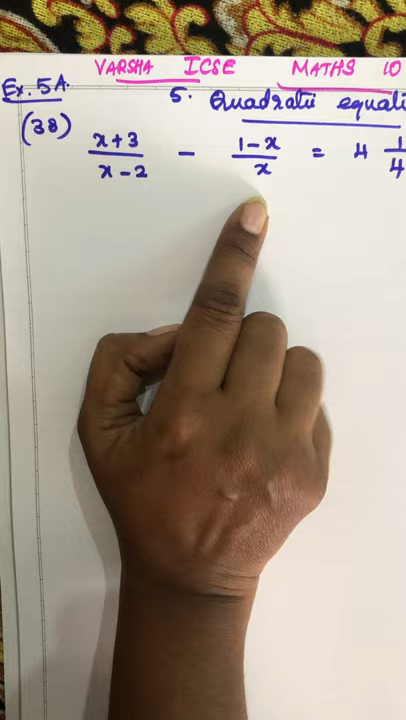 VARSHA ICSE MATHS 10
Ex. 5A.
5. Quadratic equati
(38) x+3/x-2 - 1-x/x = 4 1/4